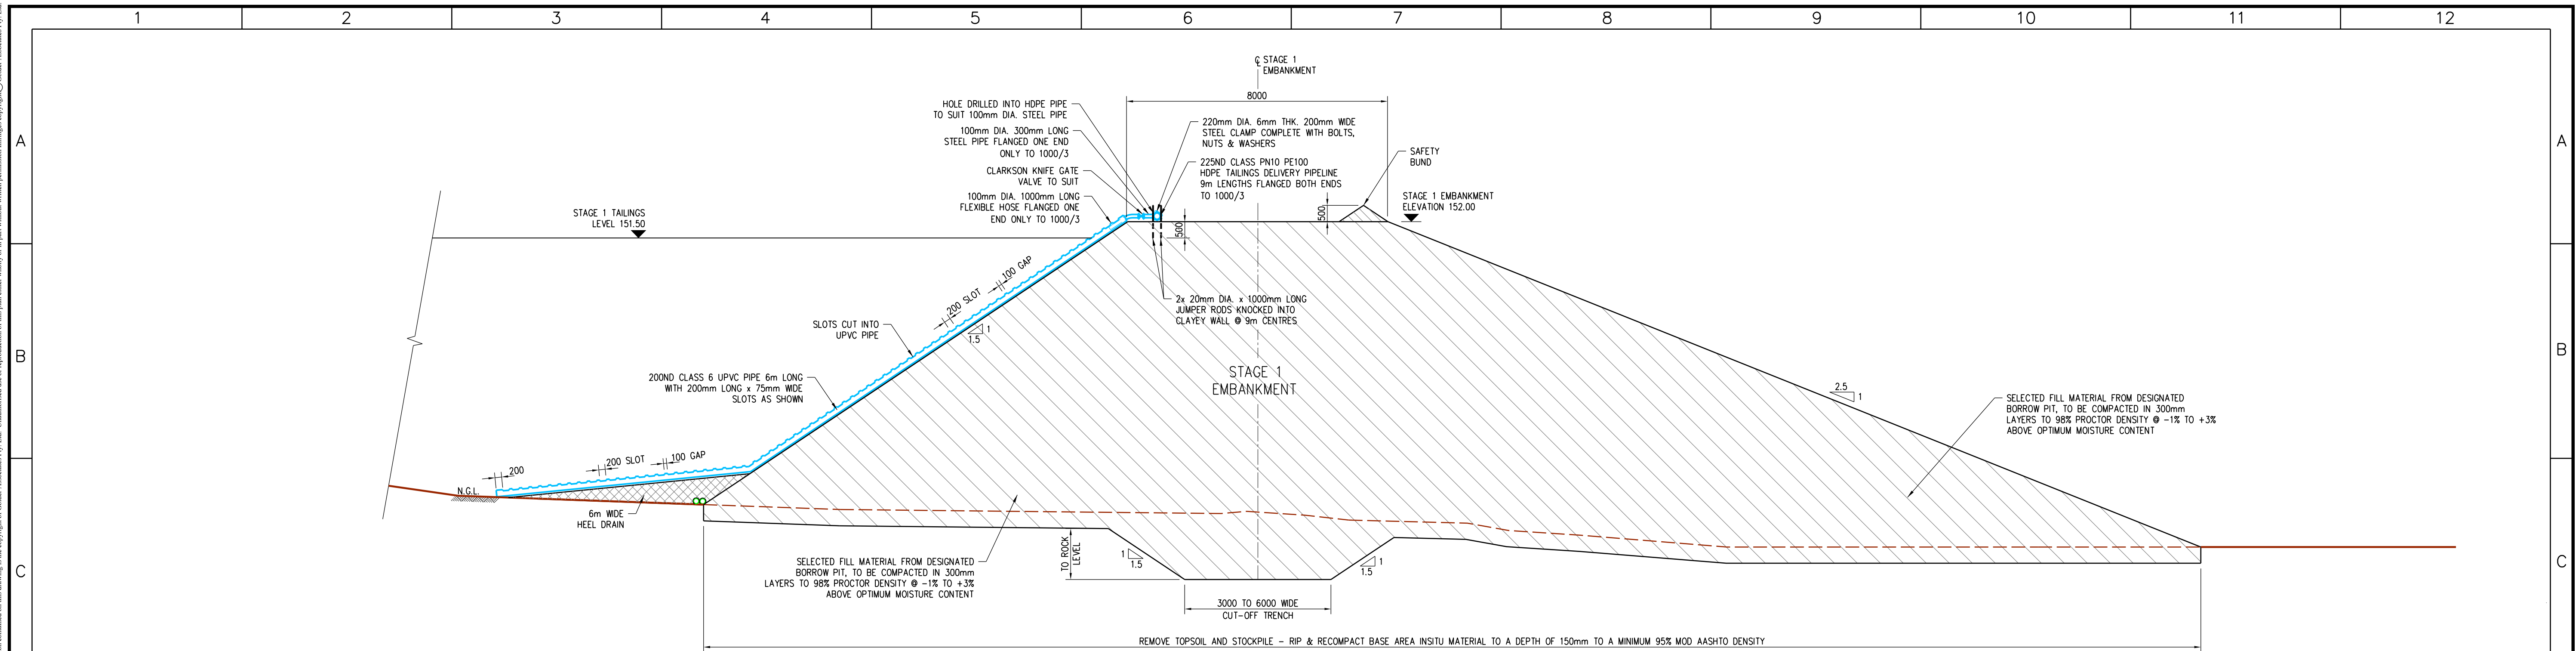 1 2 3 4 5 6 7 8 9 10 11 12
℄ STAGE 1
EMBANKMENT
8000
HOLE DRILLED INTO HDPE PIPE
TO SUIT 100mm DIA. STEEL PIPE
100mm DIA. 300mm LONG
STEEL PIPE FLANGED ONE END
ONLY TO 1000/3
CLARKSON KNIFE GATE
VALVE TO SUIT
100mm DIA. 1000mm LONG
FLEXIBLE HOSE FLANGED ONE
END ONLY TO 1000/3
220mm DIA. 6mm THK. 200mm WIDE
STEEL CLAMP COMPLETE WITH BOLTS,
NUTS & WASHERS
225ND CLASS PN10 PE100
HDPE TAILINGS DELIVERY PIPELINE
9m LENGTHS FLANGED BOTH ENDS
TO 1000/3
SAFETY
BUND
A
A
STAGE 1 EMBANKMENT
ELEVATION 152.00
500
500
STAGE 1 TAILINGS
LEVEL 151.50
100 GAP
200 SLOT
2x 20mm DIA. x 1000mm LONG
JUMPER RODS KNOCKED INTO
CLAYEY WALL @ 9m CENTRES
1
1.5
SLOTS CUT INTO
UPVC PIPE
B
B
STAGE 1
EMBANKMENT
200ND CLASS 6 UPVC PIPE 6m LONG
WITH 200mm LONG x 75mm WIDE
SLOTS AS SHOWN
2.5
1
SELECTED FILL MATERIAL FROM DESIGNATED
BORROW PIT, TO BE COMPACTED IN 300mm
LAYERS TO 98% PROCTOR DENSITY @ -1% TO +3%
ABOVE OPTIMUM MOISTURE CONTENT
200
200 SLOT
100 GAP
N.G.L.
6m WIDE
HEEL DRAIN
TO ROCK
LEVEL
1
1.5
1
1.5
C
C
SELECTED FILL MATERIAL FROM DESIGNATED
BORROW PIT, TO BE COMPACTED IN 300mm
LAYERS TO 98% PROCTOR DENSITY @ -1% TO +3%
ABOVE OPTIMUM MOISTURE CONTENT
3000 TO 6000 WIDE
CUT-OFF TRENCH
REMOVE TOPSOIL AND STOCKPILE - RIP & RECOMPACT BASE AREA INSITU MATERIAL TO A DEPTH OF 150mm TO A MINIMUM 95% MOD AASHTO DENSITY